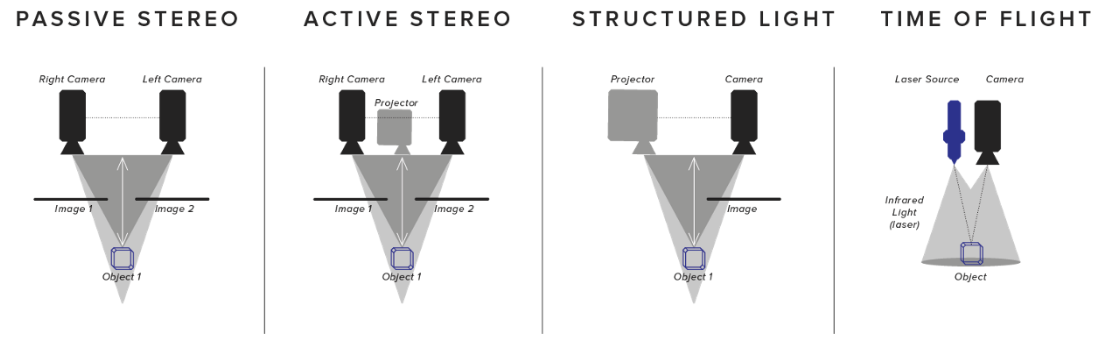 PASSIVE STEREO
Right Camera
Left Camera
Image 1
Image 2
Object 1
ACTIVE STEREO
Right Camera
Left Camera
Projector
Image 1
Image 2
Object 1
STRUCTURED LIGHT
Projector
Camera
Image
Object 1
TIME OF FLIGHT
Laser Source
Camera
Infrared
Light
(laser)
Object